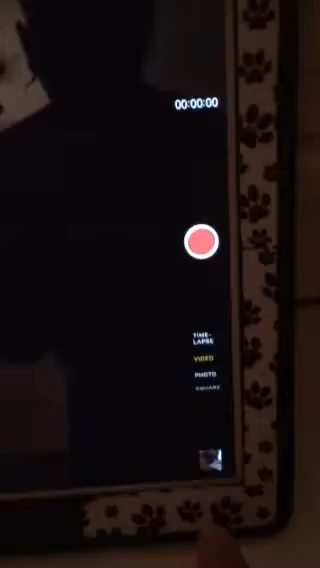 00:00:00
TIME-
LAPSE
VIDEO
PHOTO
SQUARE